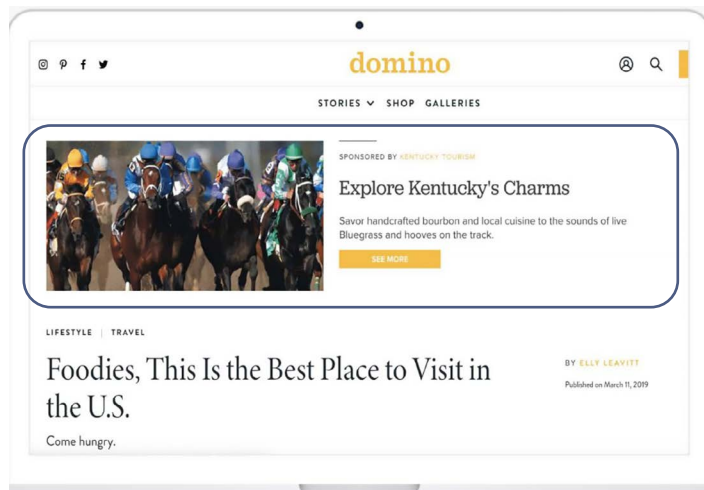 domino
STORIES SHOP GALLERIES
SPONSORED BY KENTUCKY TOURISM
Explore Kentucky's Charms
Savor handcrafted bourbon and local cuisine to the sounds of live
Bluegrass and hooves on the track.
SEE MORE
LIFESTYLE | TRAVEL
Foodies, This Is the Best Place to Visit in
the U.S.
BY ELLY LEAVITT
Published on March 11, 2019
Come hungry.